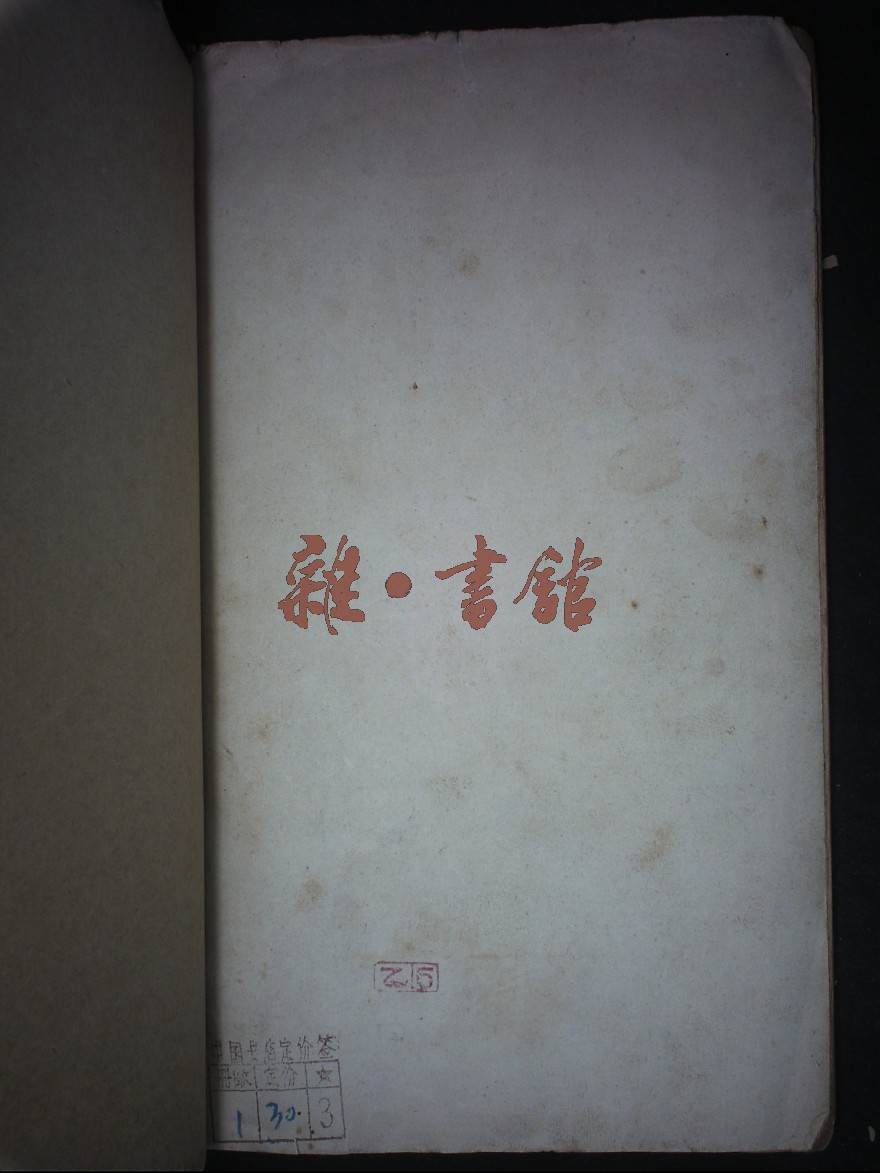 雜·書館
乙5
中国书店定价签
册数 定价 ☆
1 30. 3